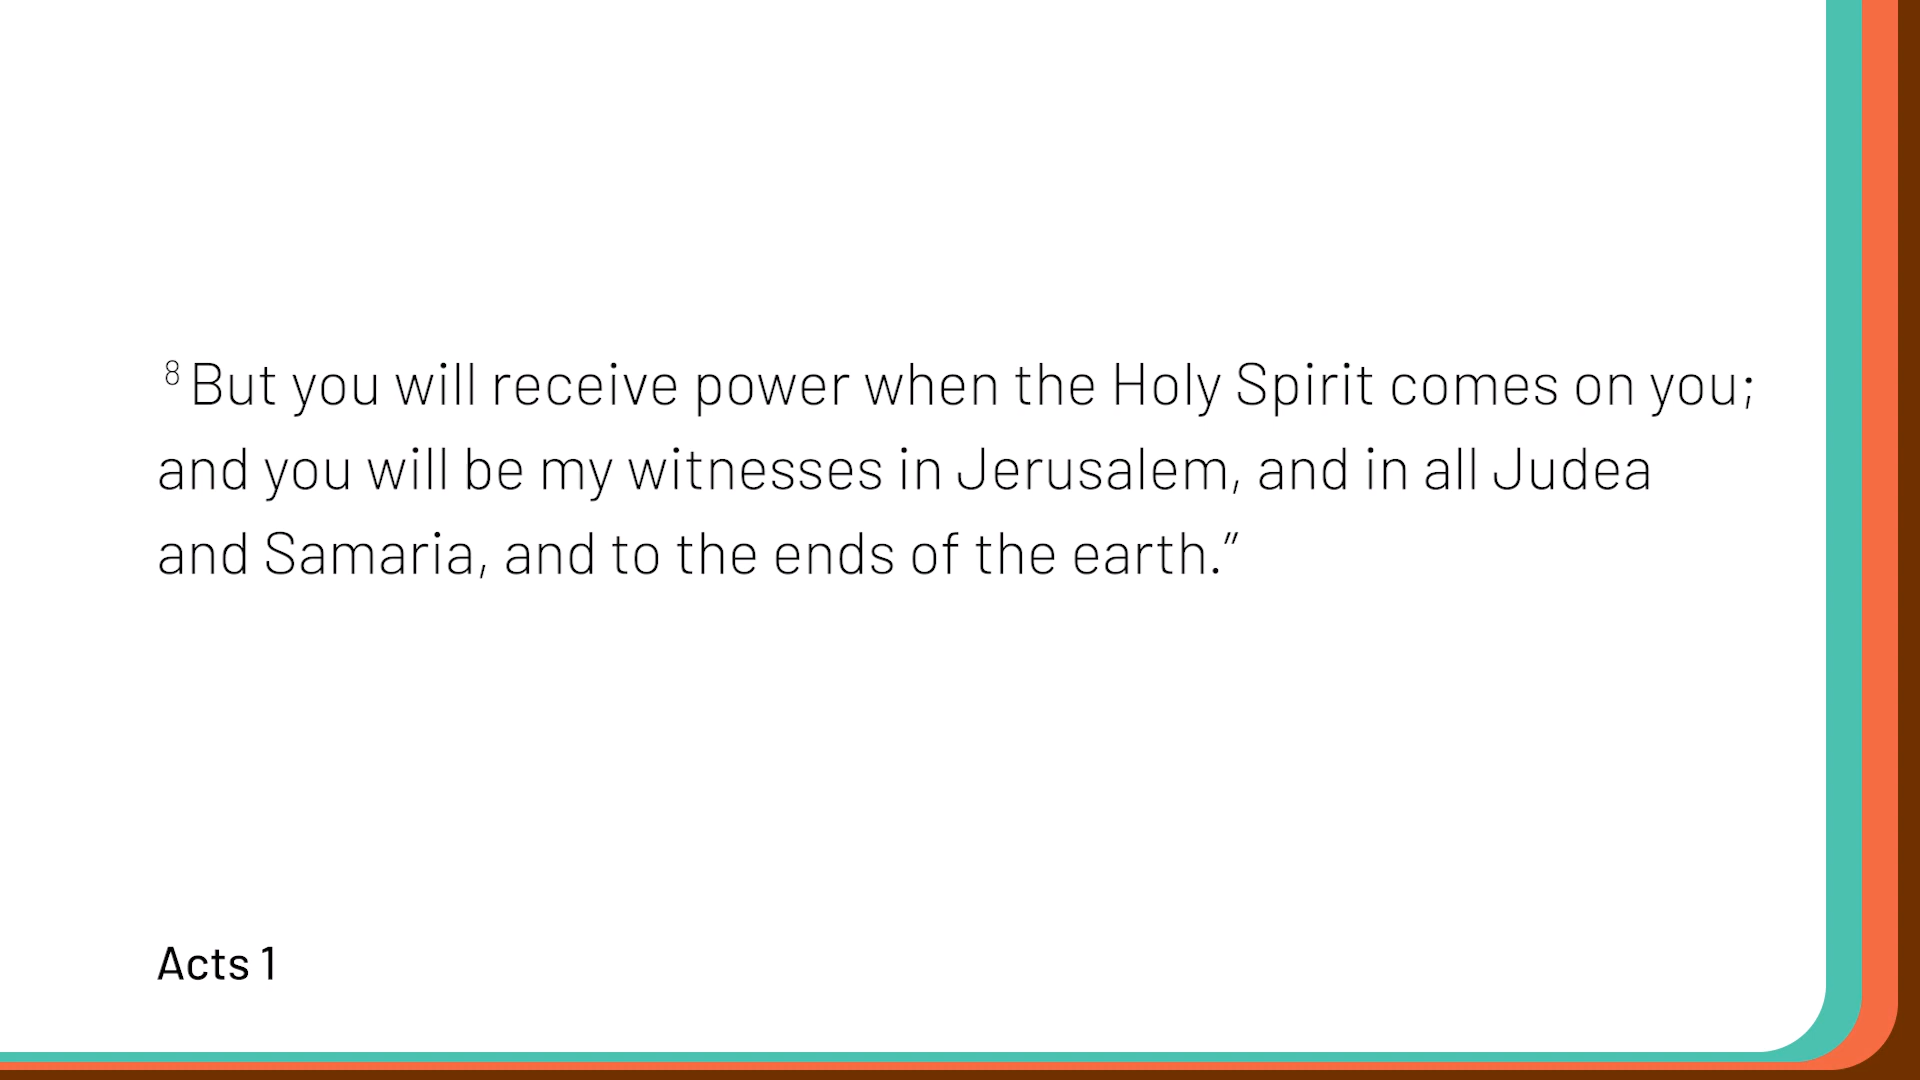 ⁸ But you will receive power when the Holy Spirit comes on you;
and you will be my witnesses in Jerusalem, and in all Judea
and Samaria, and to the ends of the earth.”
Acts 1